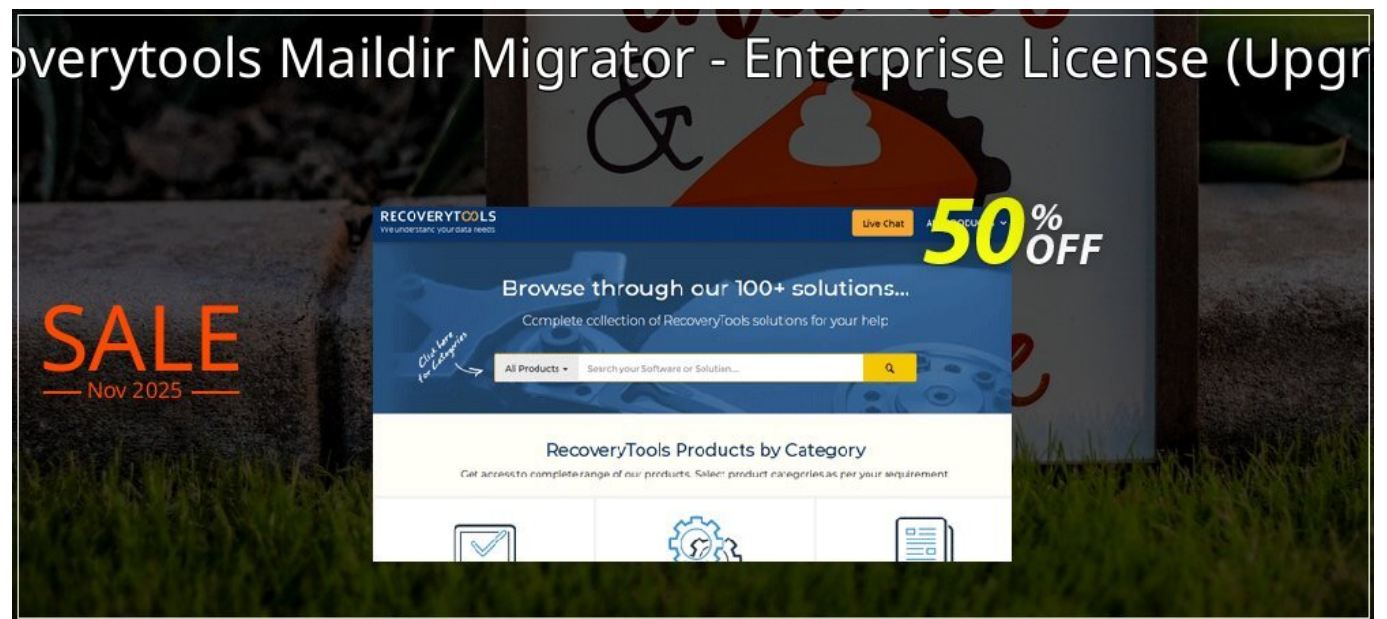 overytools Maildir Migrator - Enterprise License (Upgr
&
RECOVERYTOOLS
We understand your data needs
Live Chat
50% OFF
Browse through our 100+ solutions...
Complete collection of RecoveryTools solutions for your help
Click here
for Categories
All Products
Search your Software or Solution...
SALE
Nov 2025
RecoveryTools Products by Category
Get access to complete range of our products. Select product categories as per your requirement